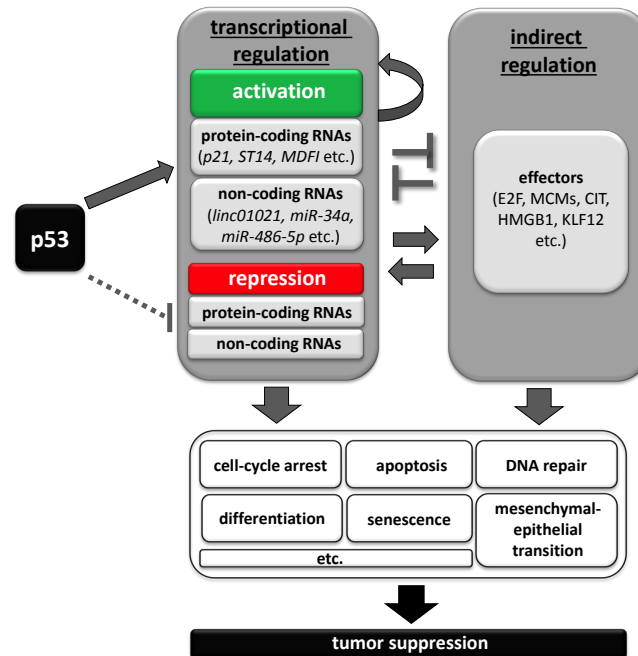 transcriptional
regulation
activation
protein-coding RNAs
(p21, ST14, MDFI etc.)
non-coding RNAs
(linc01021, miR-34a,
miR-486-5p etc.)
repression
protein-coding RNAs
non-coding RNAs
indirect
regulation
effectors
(E2F, MCMs, CIT,
HMGB1, KLF12
etc.)
p53
cell-cycle arrest
apoptosis
DNA repair
differentiation
senescence
mesenchymal-
epithelial
transition
etc.
tumor suppression